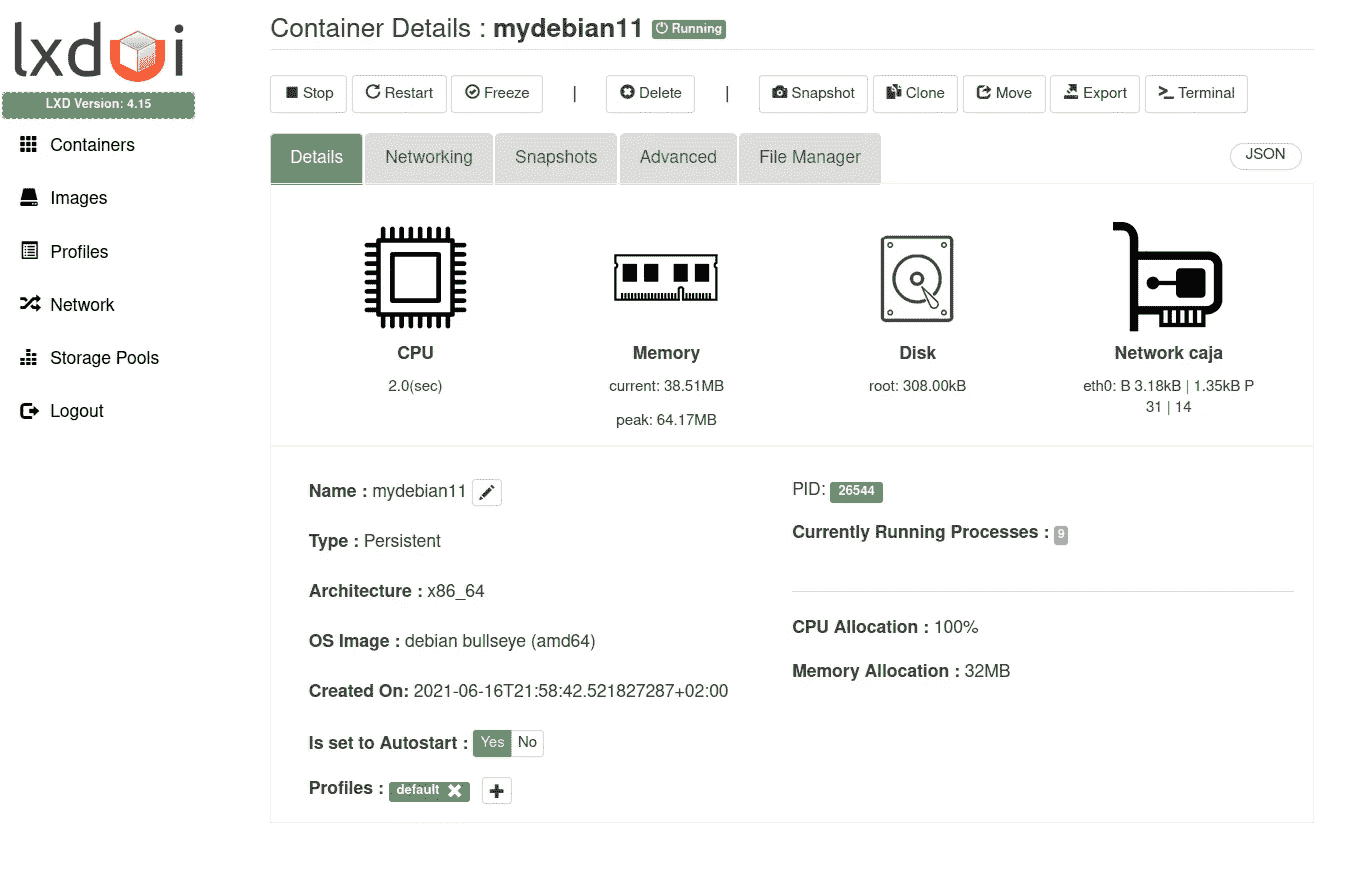 lxdui
LXD Version: 4.15
Containers
Images
Profiles
Network
Storage Pools
Logout
Container Details : mydebian11 Running
Stop Restart Freeze | Delete | Snapshot Clone Move Export Terminal
Details Networking Snapshots Advanced File Manager JSON
CPU
2.0(sec)
Memory
current: 38.51MB
peak: 64.17MB
Disk
root: 308.00kB
Network caja
eth0: B 3.18kB | 1.35kB P
31 | 14
Name : mydebian11
Type : Persistent
Architecture : x86_64
OS Image : debian bullseye (amd64)
Created On: 2021-06-16T21:58:42.521827287+02:00
Is set to Autostart : Yes No
Profiles : default
PID: 26544
Currently Running Processes : 9
CPU Allocation : 100%
Memory Allocation : 32MB